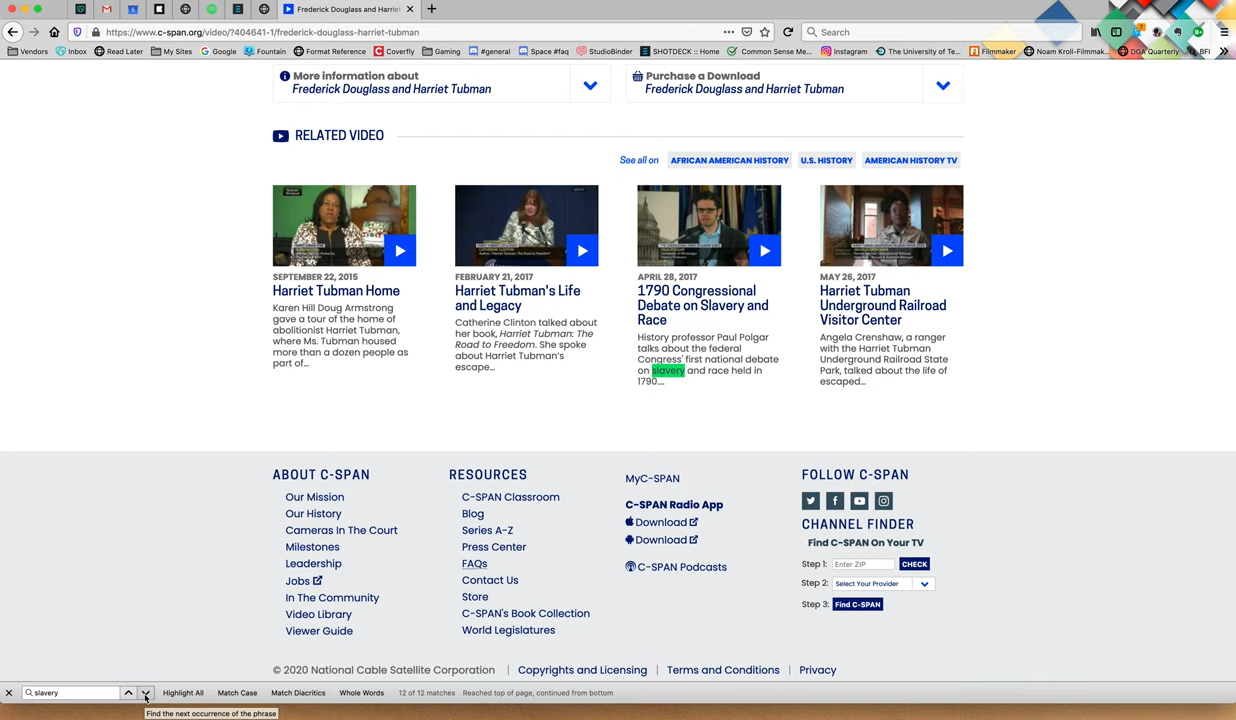 Frederick Douglass and Harriet
https://www.c-span.org/video/?404641-1/frederick-douglass-harriet-tubman
Search
Vendors Inbox Read Later My Sites Google Fountain Format Reference Coverfly Gaming #general Space #faq StudioBinder SHOTDECK :: Home Common Sense Me... Instagram The University of Te... Filmmaker Noam Kroll-Filmmak... DGA Quarterly BFI
More information about
Frederick Douglass and Harriet Tubman
Purchase a Download
Frederick Douglass and Harriet Tubman
RELATED VIDEO
See all on AFRICAN AMERICAN HISTORY U.S. HISTORY AMERICAN HISTORY TV
SEPTEMBER 22, 2015
Harriet Tubman Home
Karen Hill Doug Armstrong
gave a tour of the home of
abolitionist Harriet Tubman,
where Ms. Tubman housed
more than a dozen people as
part of...
FEBRUARY 21, 2017
Harriet Tubman's Life
and Legacy
Catherine Clinton talked about
her book, Harriet Tubman: The
Road to Freedom. She spoke
about Harriet Tubman's
escape...
APRIL 28, 2017
1790 Congressional
Debate on Slavery and
Race
History professor Paul Polgar
talks about the federal
Congress' first national debate
on slavery and race held in
1790....
MAY 26, 2017
Harriet Tubman
Underground Railroad
Visitor Center
Angela Crenshaw, a ranger
with the Harriet Tubman
Underground Railroad State
Park, talked about the life of
escaped...
ABOUT C-SPAN
Our Mission
Our History
Cameras In The Court
Milestones
Leadership
Jobs
In The Community
Video Library
Viewer Guide
RESOURCES
C-SPAN Classroom
Blog
Series A-Z
Press Center
FAQs
Contact Us
Store
C-SPAN's Book Collection
World Legislatures
MyC-SPAN
C-SPAN Radio App
Download
Download
C-SPAN Podcasts
FOLLOW C-SPAN
CHANNEL FINDER
Find C-SPAN On Your TV
Step 1: Enter ZIP CHECK
Step 2: Select Your Provider
Step 3: Find C-SPAN
© 2020 National Cable Satellite Corporation | Copyrights and Licensing | Terms and Conditions | Privacy
slavery Highlight All Match Case Match Diacritics Whole Words 12 of 12 matches Reached top of page, continued from bottom
Find the next occurrence of the phrase